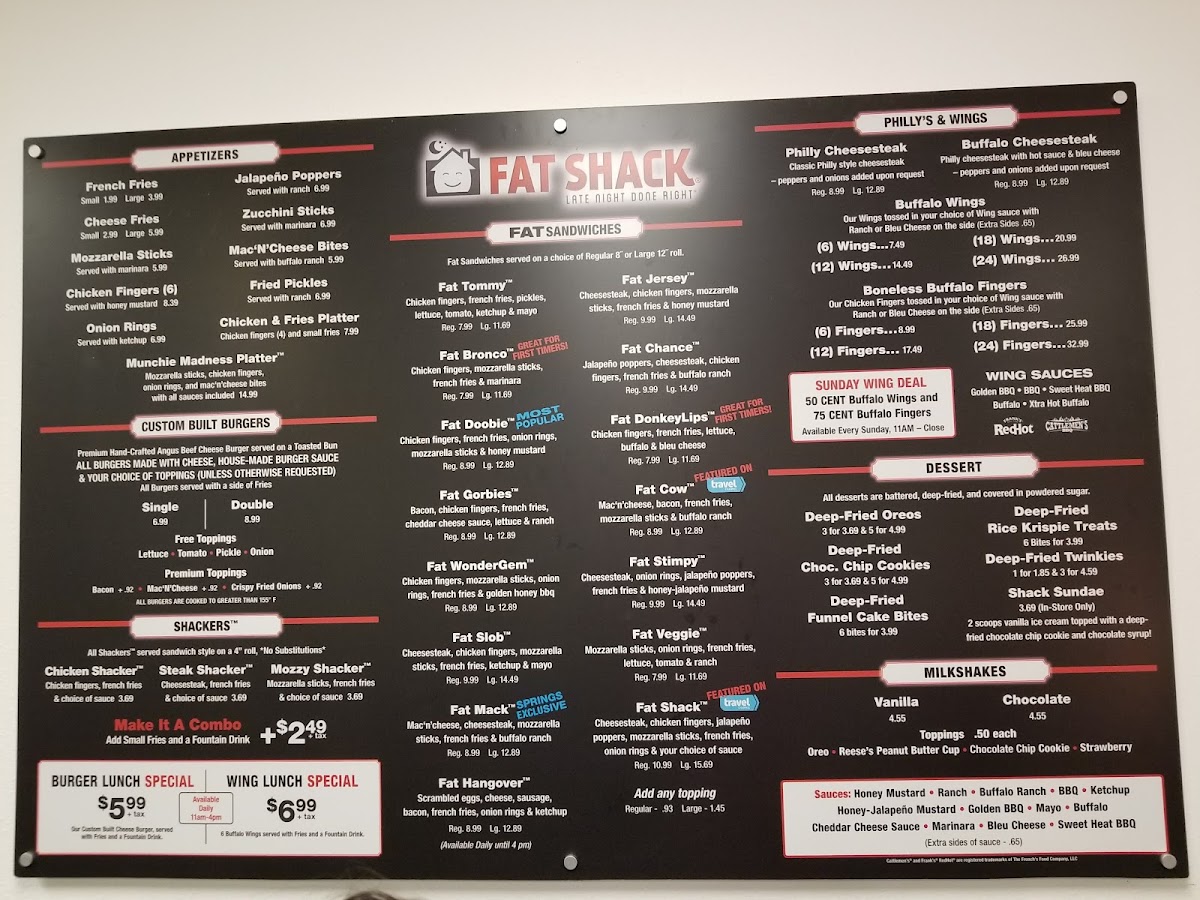 APPETIZERS
French Fries
Small 1.99 Large 3.99
Cheese Fries
Small 2.99 Large 5.99
Mozzarella Sticks
Served with marinara 5.99
Chicken Fingers (6)
Served with honey mustard 8.39
Onion Rings
Served with ketchup 6.99
Jalapeño Poppers
Served with ranch 6.99
Zucchini Sticks
Served with marinara 6.99
Mac'N'Cheese Bites
Served with buffalo ranch 5.99
Fried Pickles
Served with ranch 6.99
Chicken & Fries Platter
Chicken fingers (4) and small fries 7.99
Munchie Madness Platter™
Mozzarella sticks, chicken fingers,
onion rings, and mac'n'cheese bites
with all sauces included 14.99
CUSTOM BUILT BURGERS
Premium Hand-Crafted Angus Beef Cheese Burger served on a Toasted Bun
ALL BURGERS MADE WITH CHEESE, HOUSE-MADE BURGER SAUCE
& YOUR CHOICE OF TOPPINGS (UNLESS OTHERWISE REQUESTED)
All Burgers served with a side of Fries
Single
6.99
Double
8.99
Free Toppings
Lettuce • Tomato • Pickle • Onion
Premium Toppings
Bacon + .92 • Mac'N'Cheese + .92 • Crispy Fried Onions + .92
ALL BURGERS ARE COOKED TO GREATER THAN 155° F
SHACKERS™
All Shackers™ served sandwich style on a 4" roll, *No Substitutions*
Chicken Shacker™
Chicken fingers, french fries
& choice of sauce 3.69
Steak Shacker™
Cheesesteak, french fries
& choice of sauce 3.69
Mozzy Shacker™
Mozzarella sticks, french fries
& choice of sauce 3.69
Make It A Combo
Add Small Fries and a Fountain Drink
+$2.49
+ tax
BURGER LUNCH SPECIAL
$5.99
+ tax
Our Custom Built Cheese Burger, served
with Fries and a Fountain Drink.
Available
Daily
11am-4pm
WING LUNCH SPECIAL
$6.99
+ tax
6 Buffalo Wings served with Fries and a Fountain Drink.
FAT SHACK
LATE NIGHT DONE RIGHT
FAT SANDWICHES
Fat Sandwiches served on a choice of Regular 8" or Large 12" roll.
Fat Tommy™
Chicken fingers, french fries, pickles,
lettuce, tomato, ketchup & mayo
Reg. 7.99 Lg. 11.69
Fat Bronco™
GREAT FOR
FIRST TIMERS!
Chicken fingers, mozzarella sticks,
french fries & marinara
Reg. 7.99 Lg. 11.69
Fat Doobie™
MOST
POPULAR
Chicken fingers, french fries, onion rings,
mozzarella sticks & honey mustard
Reg. 8.99 Lg. 12.89
Fat Gorbies™
Bacon, chicken fingers, french fries,
cheddar cheese sauce, lettuce & ranch
Reg. 8.99 Lg. 12.89
Fat WonderGem™
Chicken fingers, mozzarella sticks, onion
rings, french fries & golden honey bbq
Reg. 8.99 Lg. 12.89
Fat Slob™
Cheesesteak, chicken fingers, mozzarella
sticks, french fries, ketchup & mayo
Reg. 9.99 Lg. 14.49
Fat Mack™
SPRINGS
EXCLUSIVE
Mac'n'cheese, cheesesteak, mozzarella
sticks, french fries & buffalo ranch
Reg. 8.99 Lg. 12.89
Fat Hangover™
Scrambled eggs, cheese, sausage,
bacon, french fries, onion rings & ketchup
Reg. 8.99 Lg. 12.89
(Available Daily until 4 pm)
Fat Jersey™
Cheesesteak, chicken fingers, mozzarella
sticks, french fries & honey mustard
Reg. 9.99 Lg. 14.49
Fat Chance™
Jalapeño poppers, cheesesteak, chicken
fingers, french fries & buffalo ranch
Reg. 9.99 Lg. 14.49
Fat DonkeyLips™
GREAT FOR
FIRST TIMERS!
Chicken fingers, french fries, lettuce,
buffalo & bleu cheese
Reg. 7.99 Lg. 11.69
Fat Cow™
FEATURED ON
travel
Mac'n'cheese, bacon, french fries,
mozzarella sticks & buffalo ranch
Reg. 8.99 Lg. 12.89
Fat Stimpy™
Cheesesteak, onion rings, jalapeño poppers,
french fries & honey-jalapeño mustard
Reg. 9.99 Lg. 14.49
Fat Veggie™
Mozzarella sticks, onion rings, french fries,
lettuce, tomato & ranch
Reg. 7.99 Lg. 11.69
Fat Shack™
FEATURED ON
travel
Cheesesteak, chicken fingers, jalapeño
poppers, mozzarella sticks, french fries,
onion rings & your choice of sauce
Reg. 10.99 Lg. 15.69
Add any topping
Regular - .93 Large - 1.45
PHILLY'S & WINGS
Philly Cheesesteak
Classic Philly style cheesesteak
– peppers and onions added upon request
Reg. 8.99 Lg. 12.89
Buffalo Cheesesteak
Philly cheesesteak with hot sauce & bleu cheese
– peppers and onions added upon request
Reg. 8.99 Lg. 12.89
Buffalo Wings
Our Wings tossed in your choice of Wing sauce with
Ranch or Bleu Cheese on the side (Extra Sides .65)
(6) Wings...7.49
(12) Wings...14.49
(18) Wings...20.99
(24) Wings...26.99
Boneless Buffalo Fingers
Our Chicken Fingers tossed in your choice of Wing sauce with
Ranch or Bleu Cheese on the side (Extra Sides .65)
(6) Fingers...8.99
(12) Fingers...17.49
(18) Fingers...25.99
(24) Fingers...32.99
SUNDAY WING DEAL
50 CENT Buffalo Wings and
75 CENT Buffalo Fingers
Available Every Sunday, 11AM – Close
WING SAUCES
Golden BBQ • BBQ • Sweet Heat BBQ
Buffalo • Xtra Hot Buffalo
RedHot
CATTLEMEN'S
DESSERT
All desserts are battered, deep-fried, and covered in powdered sugar.
Deep-Fried Oreos
3 for 3.69 & 5 for 4.99
Deep-Fried
Choc. Chip Cookies
3 for 3.69 & 5 for 4.99
Deep-Fried
Funnel Cake Bites
6 bites for 3.99
Deep-Fried
Rice Krispie Treats
6 Bites for 3.99
Deep-Fried Twinkies
1 for 1.85 & 3 for 4.59
Shack Sundae
3.69 (In-Store Only)
2 scoops vanilla ice cream topped with a deep-
fried chocolate chip cookie and chocolate syrup!
MILKSHAKES
Vanilla
4.55
Chocolate
4.55
Toppings .50 each
Oreo • Reese's Peanut Butter Cup • Chocolate Chip Cookie • Strawberry
Sauces: Honey Mustard • Ranch • Buffalo Ranch • BBQ • Ketchup
Honey-Jalapeño Mustard • Golden BBQ • Mayo • Buffalo
Cheddar Cheese Sauce • Marinara • Bleu Cheese • Sweet Heat BBQ
(Extra sides of sauce - .65)
Cattlemen's® and Frank's® RedHot® are registered trademarks of The French's Food Company, LLC